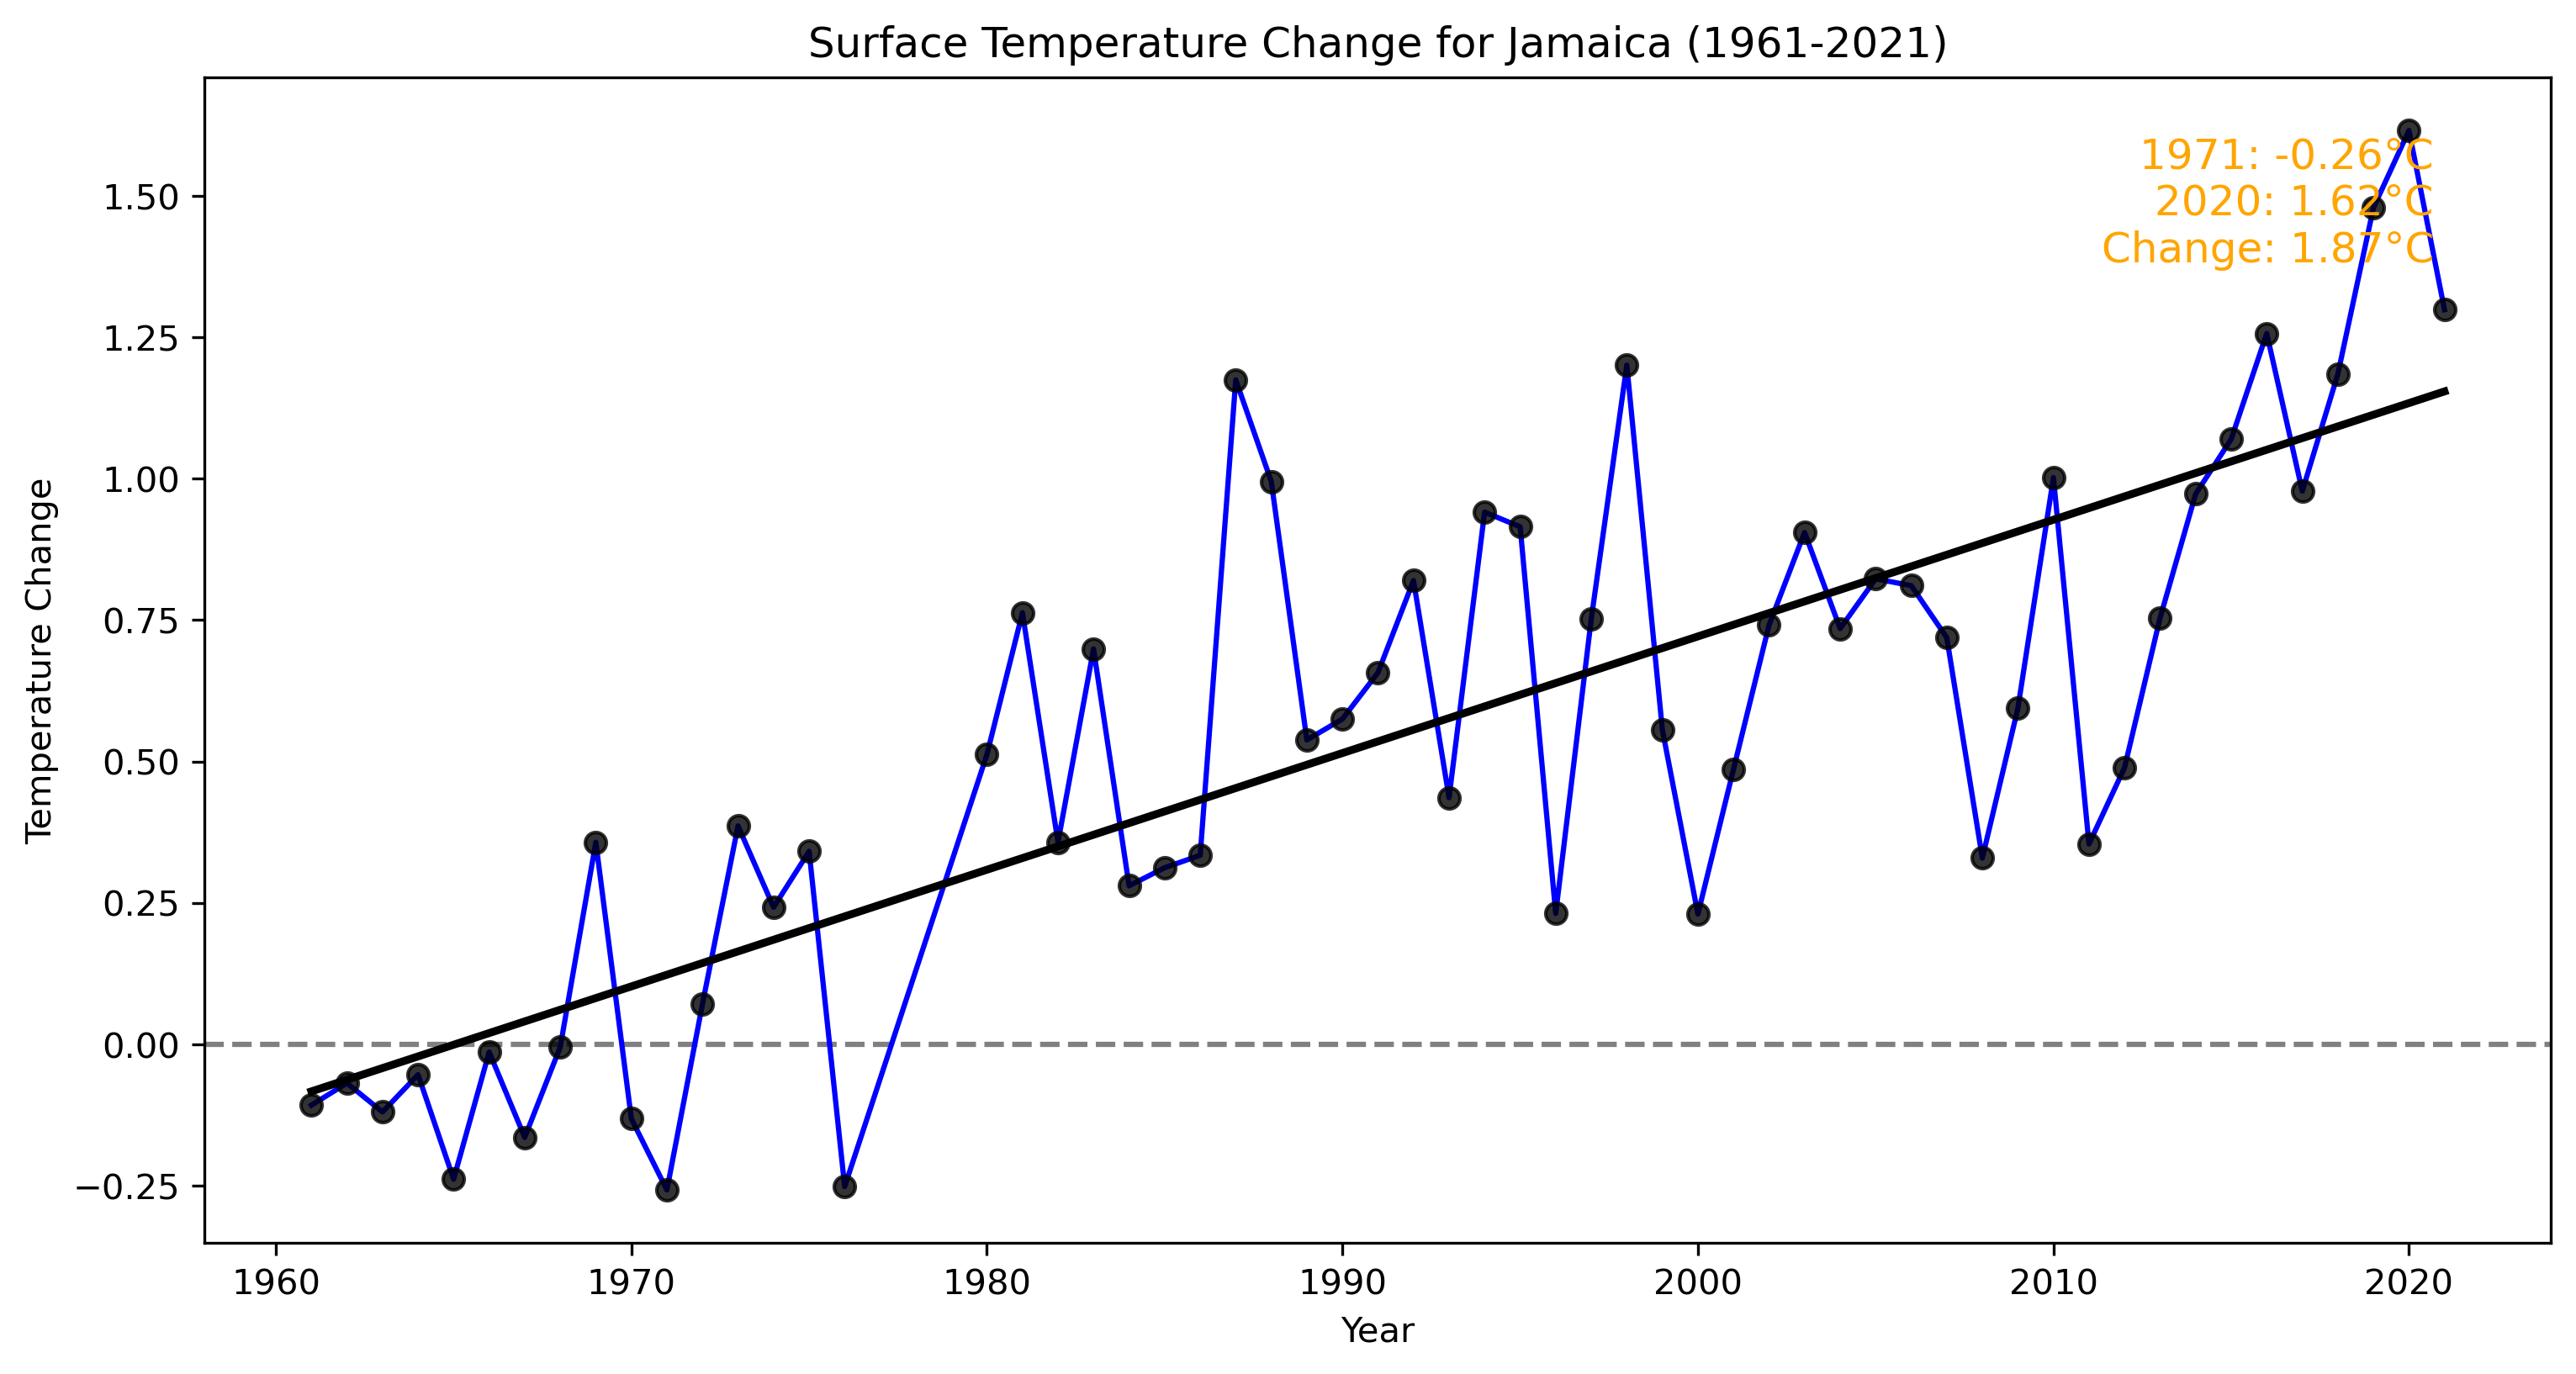 Surface Temperature Change for Jamaica (1961-2021)
1971: -0.26°C
2020: 1.62°C
Change: 1.87°C
Temperature Change
1.50
1.25
1.00
0.75
0.50
0.25
0.00
−0.25
1960 1970 1980 1990 2000 2010 2020
Year